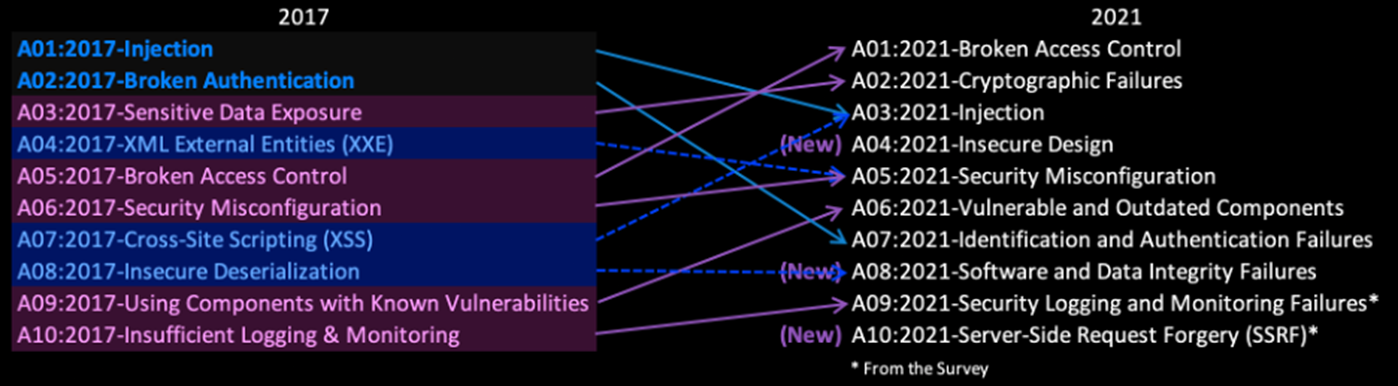 2017 2021
A01:2017-Injection A01:2021-Broken Access Control
A02:2017-Broken Authentication A02:2021-Cryptographic Failures
A03:2017-Sensitive Data Exposure A03:2021-Injection
A04:2017-XML External Entities (XXE) (New) A04:2021-Insecure Design
A05:2017-Broken Access Control A05:2021-Security Misconfiguration
A06:2017-Security Misconfiguration A06:2021-Vulnerable and Outdated Components
A07:2017-Cross-Site Scripting (XSS) A07:2021-Identification and Authentication Failures
A08:2017-Insecure Deserialization (New) A08:2021-Software and Data Integrity Failures
A09:2017-Using Components with Known Vulnerabilities A09:2021-Security Logging and Monitoring Failures*
A10:2017-Insufficient Logging & Monitoring (New) A10:2021-Server-Side Request Forgery (SSRF)*
* From the Survey